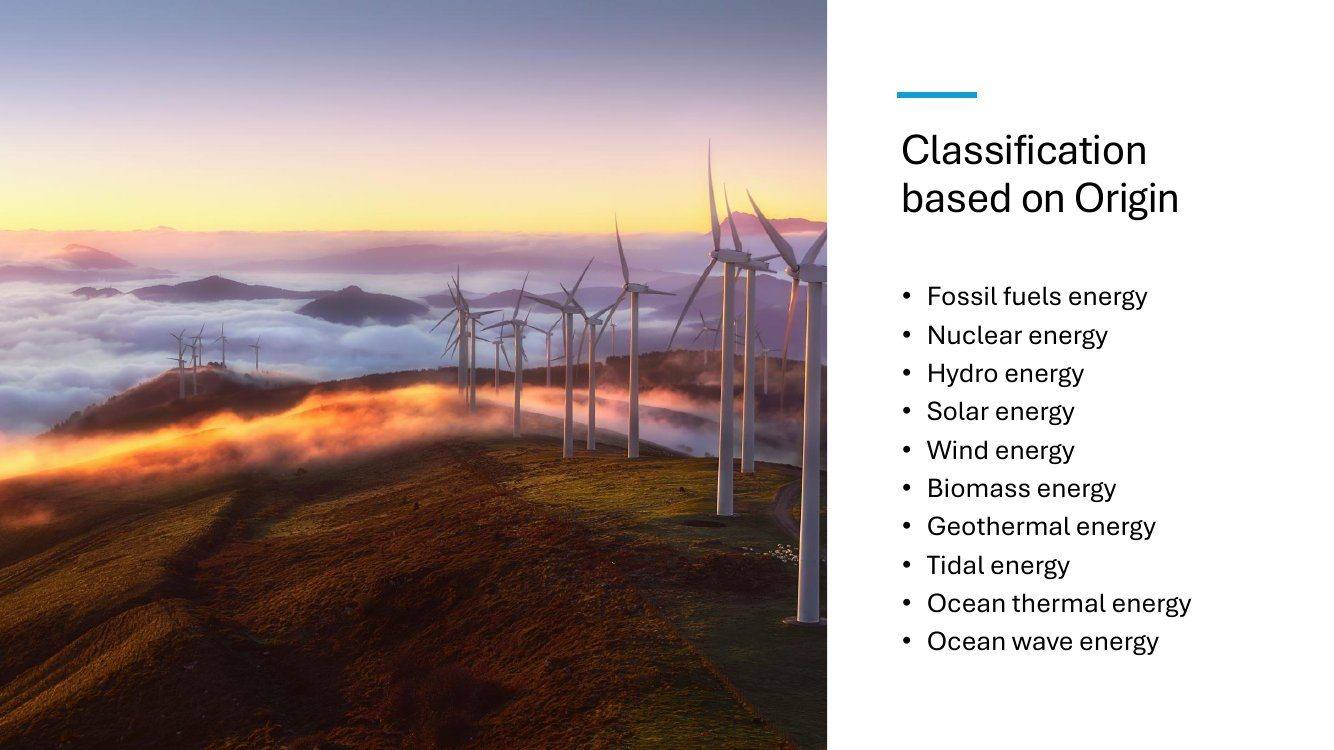 Classification
based on Origin
• Fossil fuels energy
• Nuclear energy
• Hydro energy
• Solar energy
• Wind energy
• Biomass energy
• Geothermal energy
• Tidal energy
• Ocean thermal energy
• Ocean wave energy